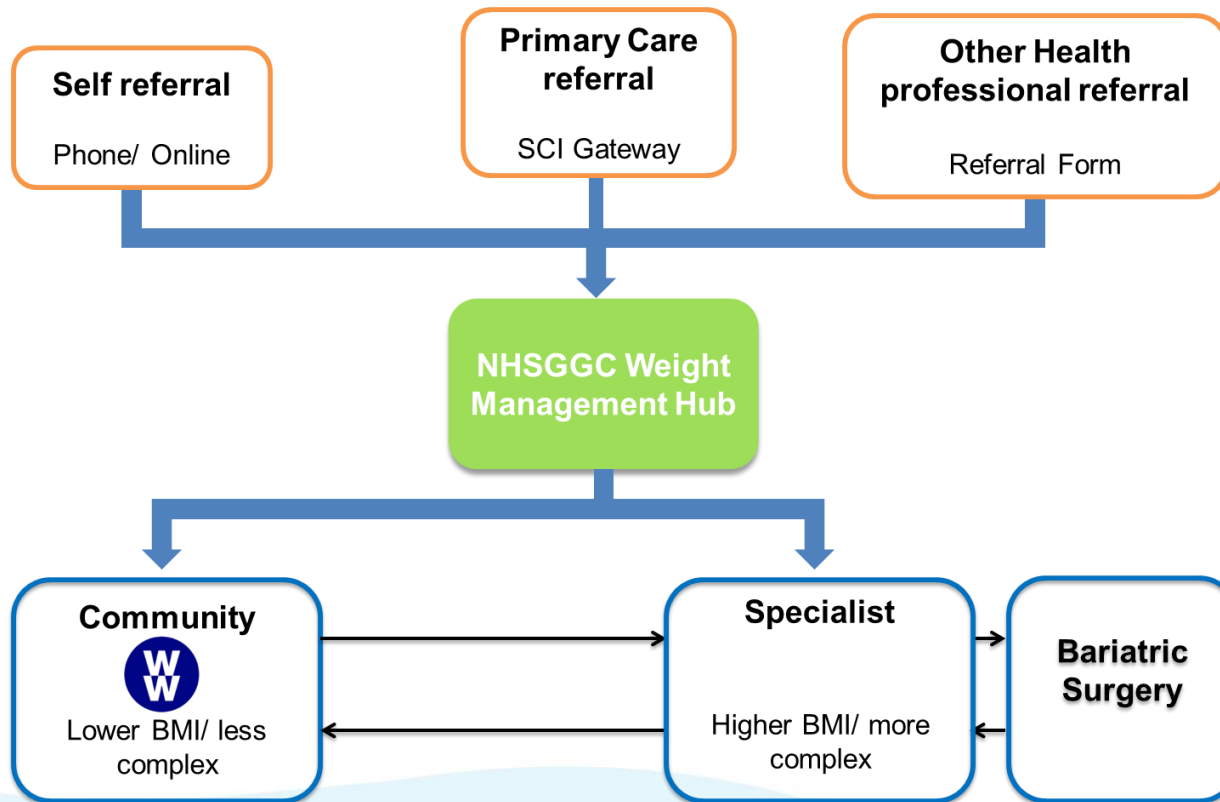 Self referral
Phone/ Online
Primary Care
referral
SCI Gateway
Other Health
professional referral
Referral Form
NHSGGC Weight
Management Hub
Community
W
W
Lower BMI/ less
complex
Specialist
Higher BMI/ more
complex
Bariatric
Surgery